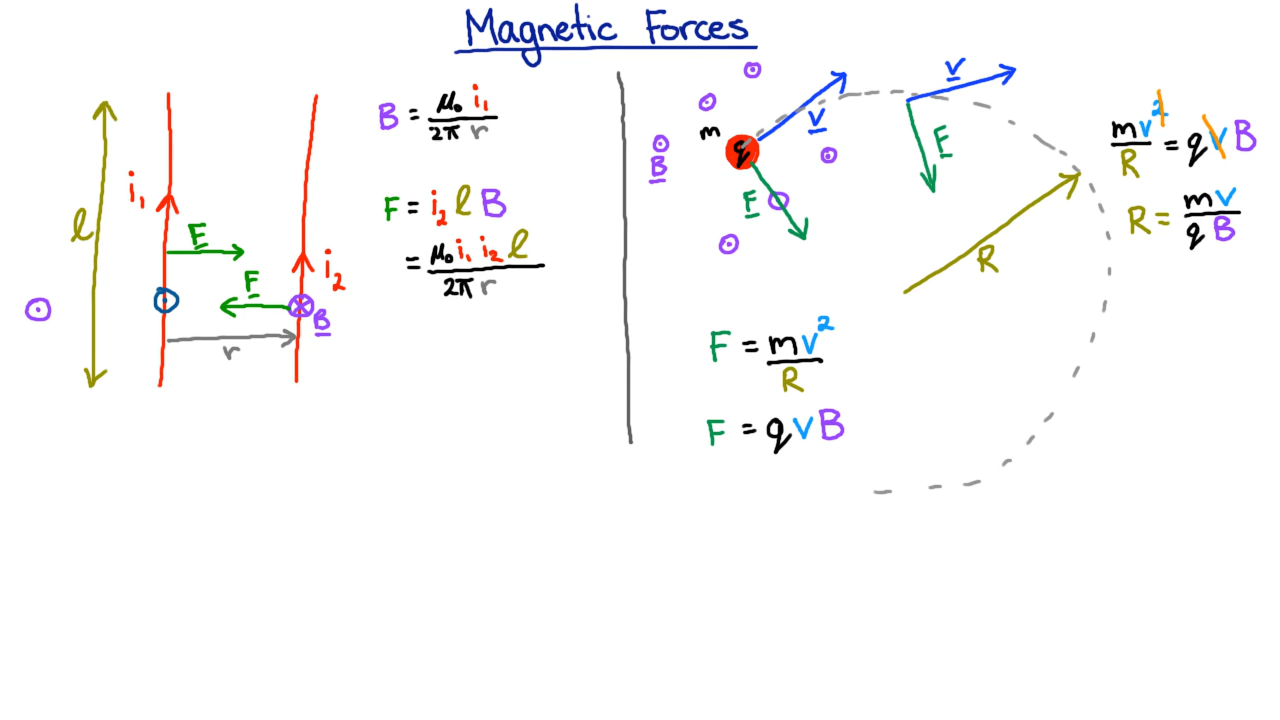 Magnetic Forces
l
i₁
F
F
i₂
B
r
B = μ₀ i₁ / 2π r
F = i₂ l B
= μ₀ i₁ i₂ l / 2π r
B
m
q
v
F
v
F
R
F = mv² / R
F = qvB
mv² / R = qvB
R = mv / qB